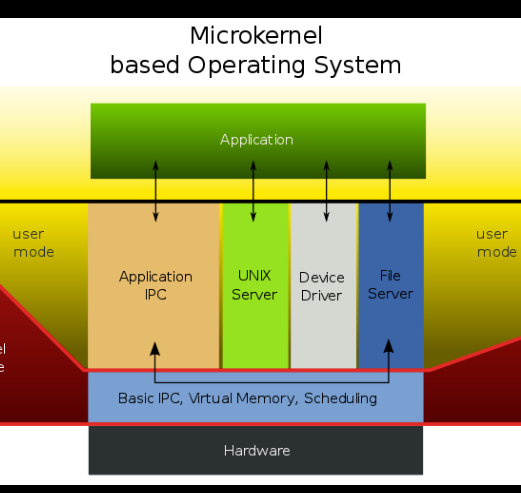 Microkernel
based Operating System
Application
user
mode
user
mode
Application
IPC
UNIX
Server
Device
Driver
File
Server
Basic IPC, Virtual Memory, Scheduling
Hardware